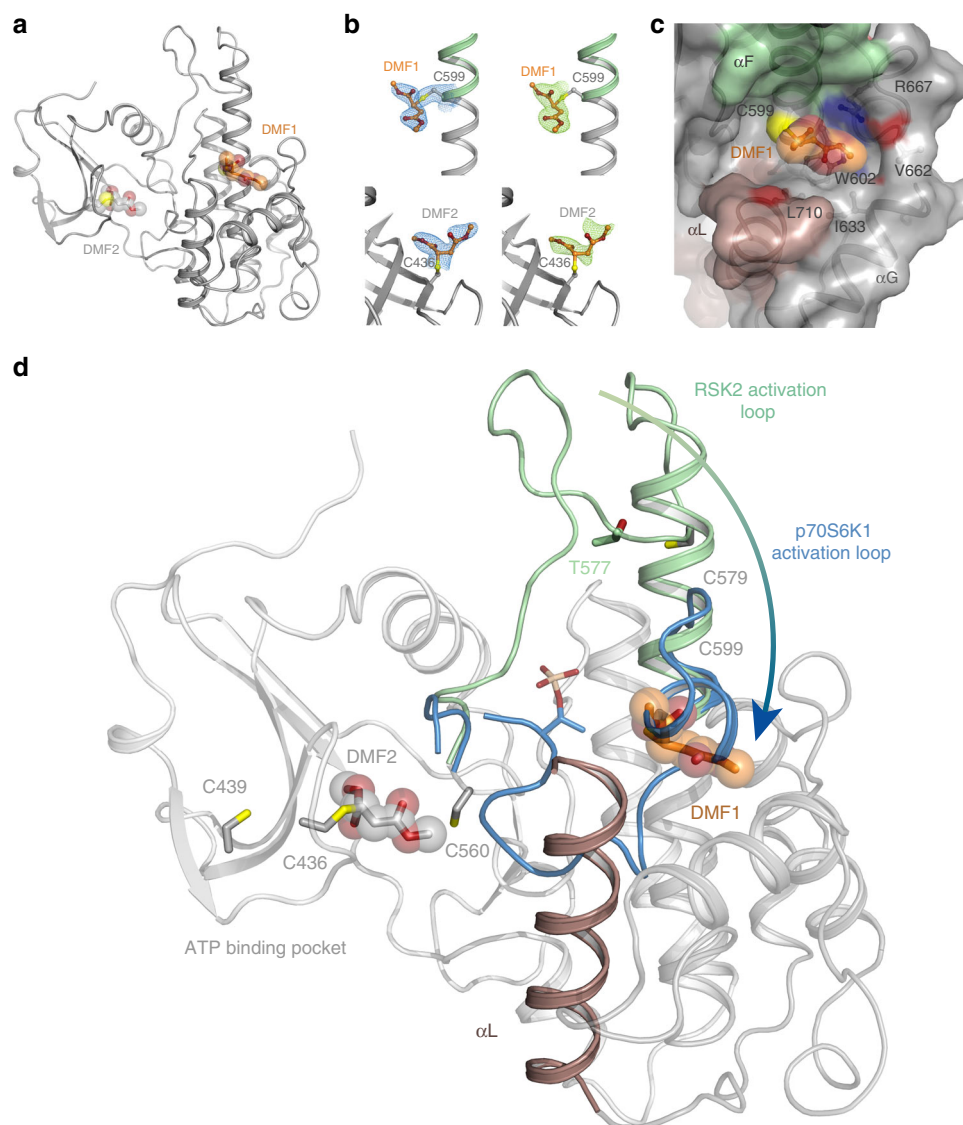 a
DMF1
DMF2
b
DMF1
C599
DMF1
C599
DMF2
C436
DMF2
C436
c
αF
R667
C599
DMF1
W602
V662
L710
I633
αL
αG
d
RSK2 activation
loop
p70S6K1
activation loop
T577
C579
C599
DMF2
C439
C436
C560
DMF1
ATP binding pocket
αL